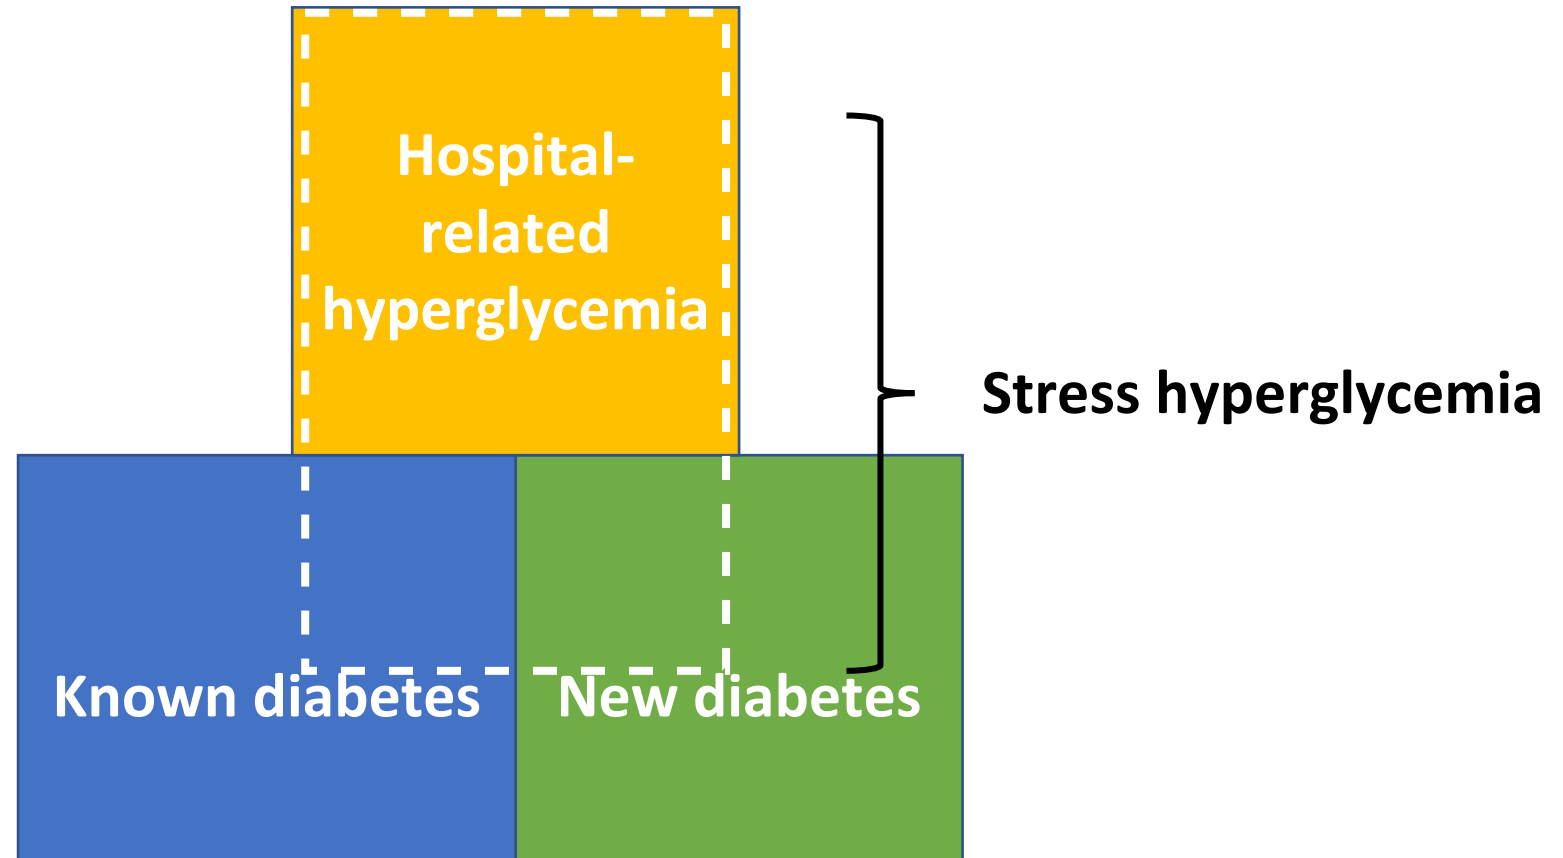 Hospital-
related
hyperglycemia
Stress hyperglycemia
Known diabetes
New diabetes